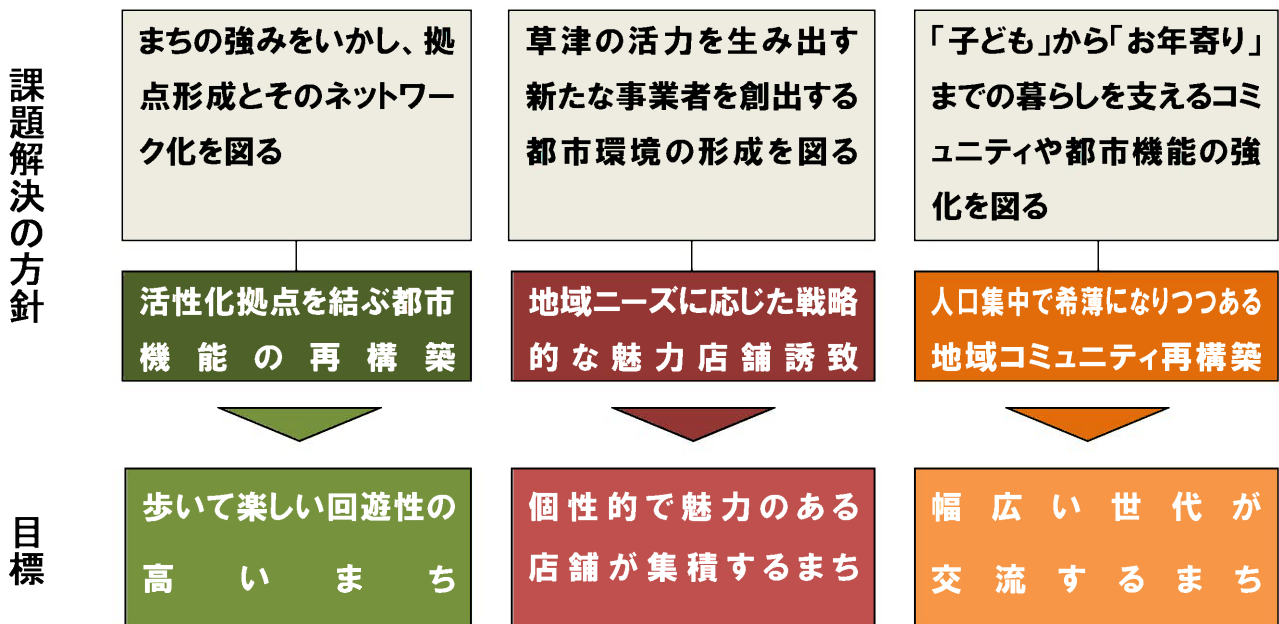 課題解決の方針
まちの強みをいかし、拠
点形成とそのネットワー
ク化を図る
草津の活力を生み出す
新たな事業者を創出する
都市環境の形成を図る
「子ども」から「お年寄り」
までの暮らしを支えるコミ
ュニティや都市機能の強
化を図る
活性化拠点を結ぶ都市
機能の再構築
地域ニーズに応じた戦略
的な魅力店舗誘致
人口集中で希薄になりつつある
地域コミュニティ再構築
目標
歩いて楽しい回遊性の
高いまち
個性的で魅力のある
店舗が集積するまち
幅広い世代が
交流するまち